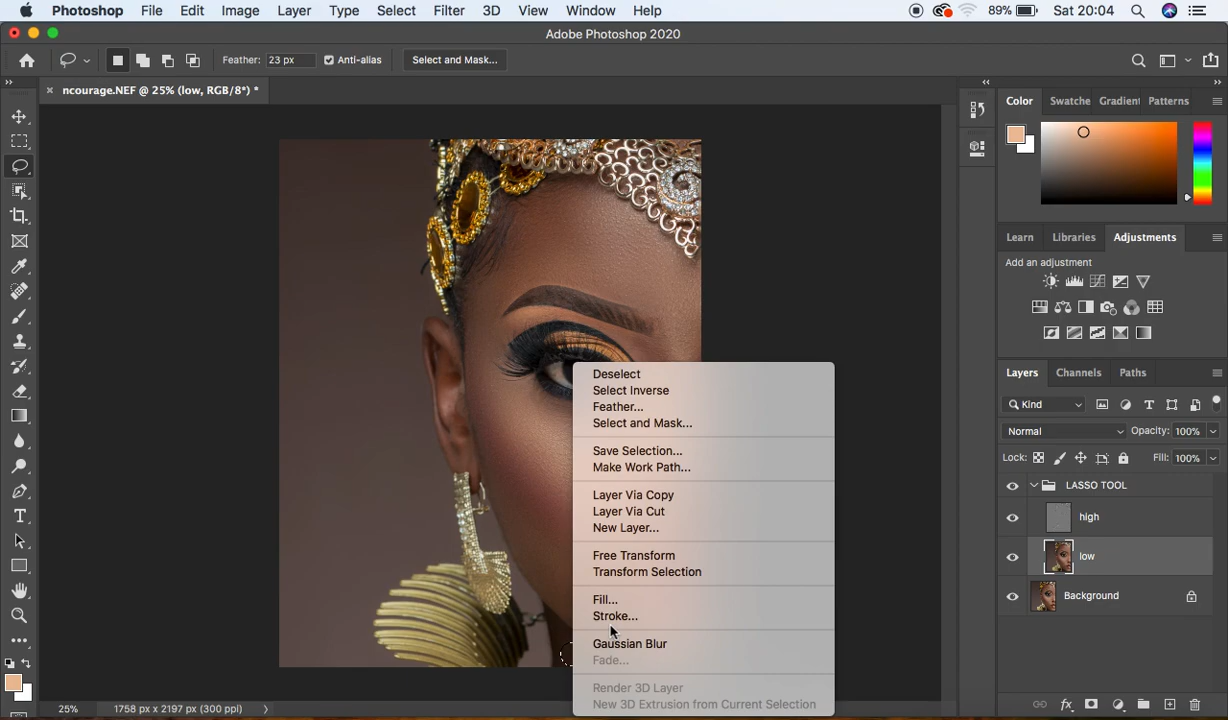 Photoshop File Edit Image Layer Type Select Filter 3D View Window Help 89% Sat 20:04
Adobe Photoshop 2020
Feather: 23 px Anti-alias Select and Mask...
ncourage.NEF @ 25% (low, RGB/8*) *
Color Swatche Gradient Patterns
Learn Libraries Adjustments
Add an adjustment
Layers Channels Paths
Kind
Normal Opacity: 100%
Lock: Fill: 100%
LASSO TOOL
high
low
Background
Deselect
Select Inverse
Feather...
Select and Mask...
Save Selection...
Make Work Path...
Layer Via Copy
Layer Via Cut
New Layer...
Free Transform
Transform Selection
Fill...
Stroke...
Gaussian Blur
Fade...
Render 3D Layer
New 3D Extrusion from Current Selection
25% 1758 px x 2197 px (300 ppi)